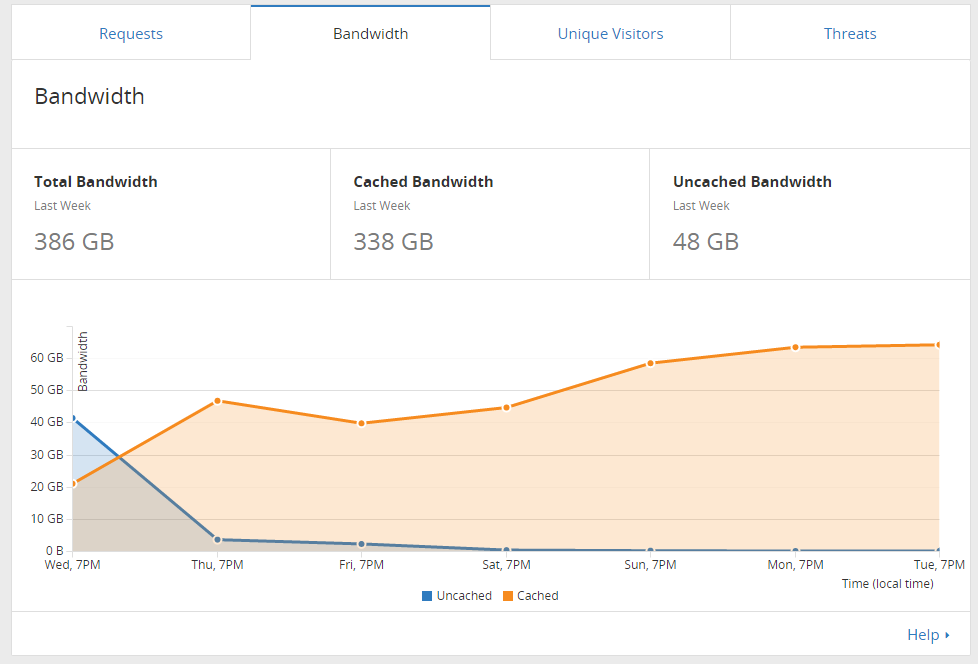 Requests
Bandwidth
Unique Visitors
Threats
Bandwidth
Total Bandwidth
Last Week
386 GB
Cached Bandwidth
Last Week
338 GB
Uncached Bandwidth
Last Week
48 GB
Bandwidth
60 GB
50 GB
40 GB
30 GB
20 GB
10 GB
0 B
Wed, 7PM
Thu, 7PM
Fri, 7PM
Sat, 7PM
Sun, 7PM
Mon, 7PM
Tue, 7PM
Time (local time)
Uncached
Cached
Help